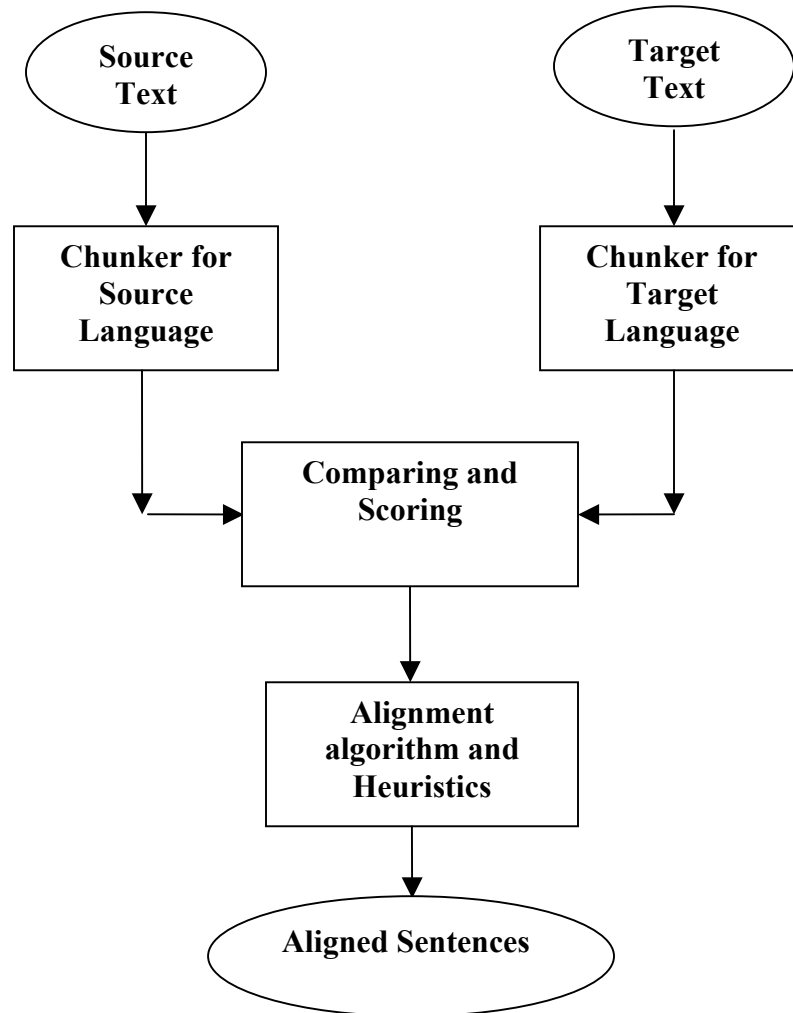 Source
Text
Target
Text
Chunker for
Source
Language
Chunker for
Target
Language
Comparing and
Scoring
Alignment
algorithm and
Heuristics
Aligned Sentences